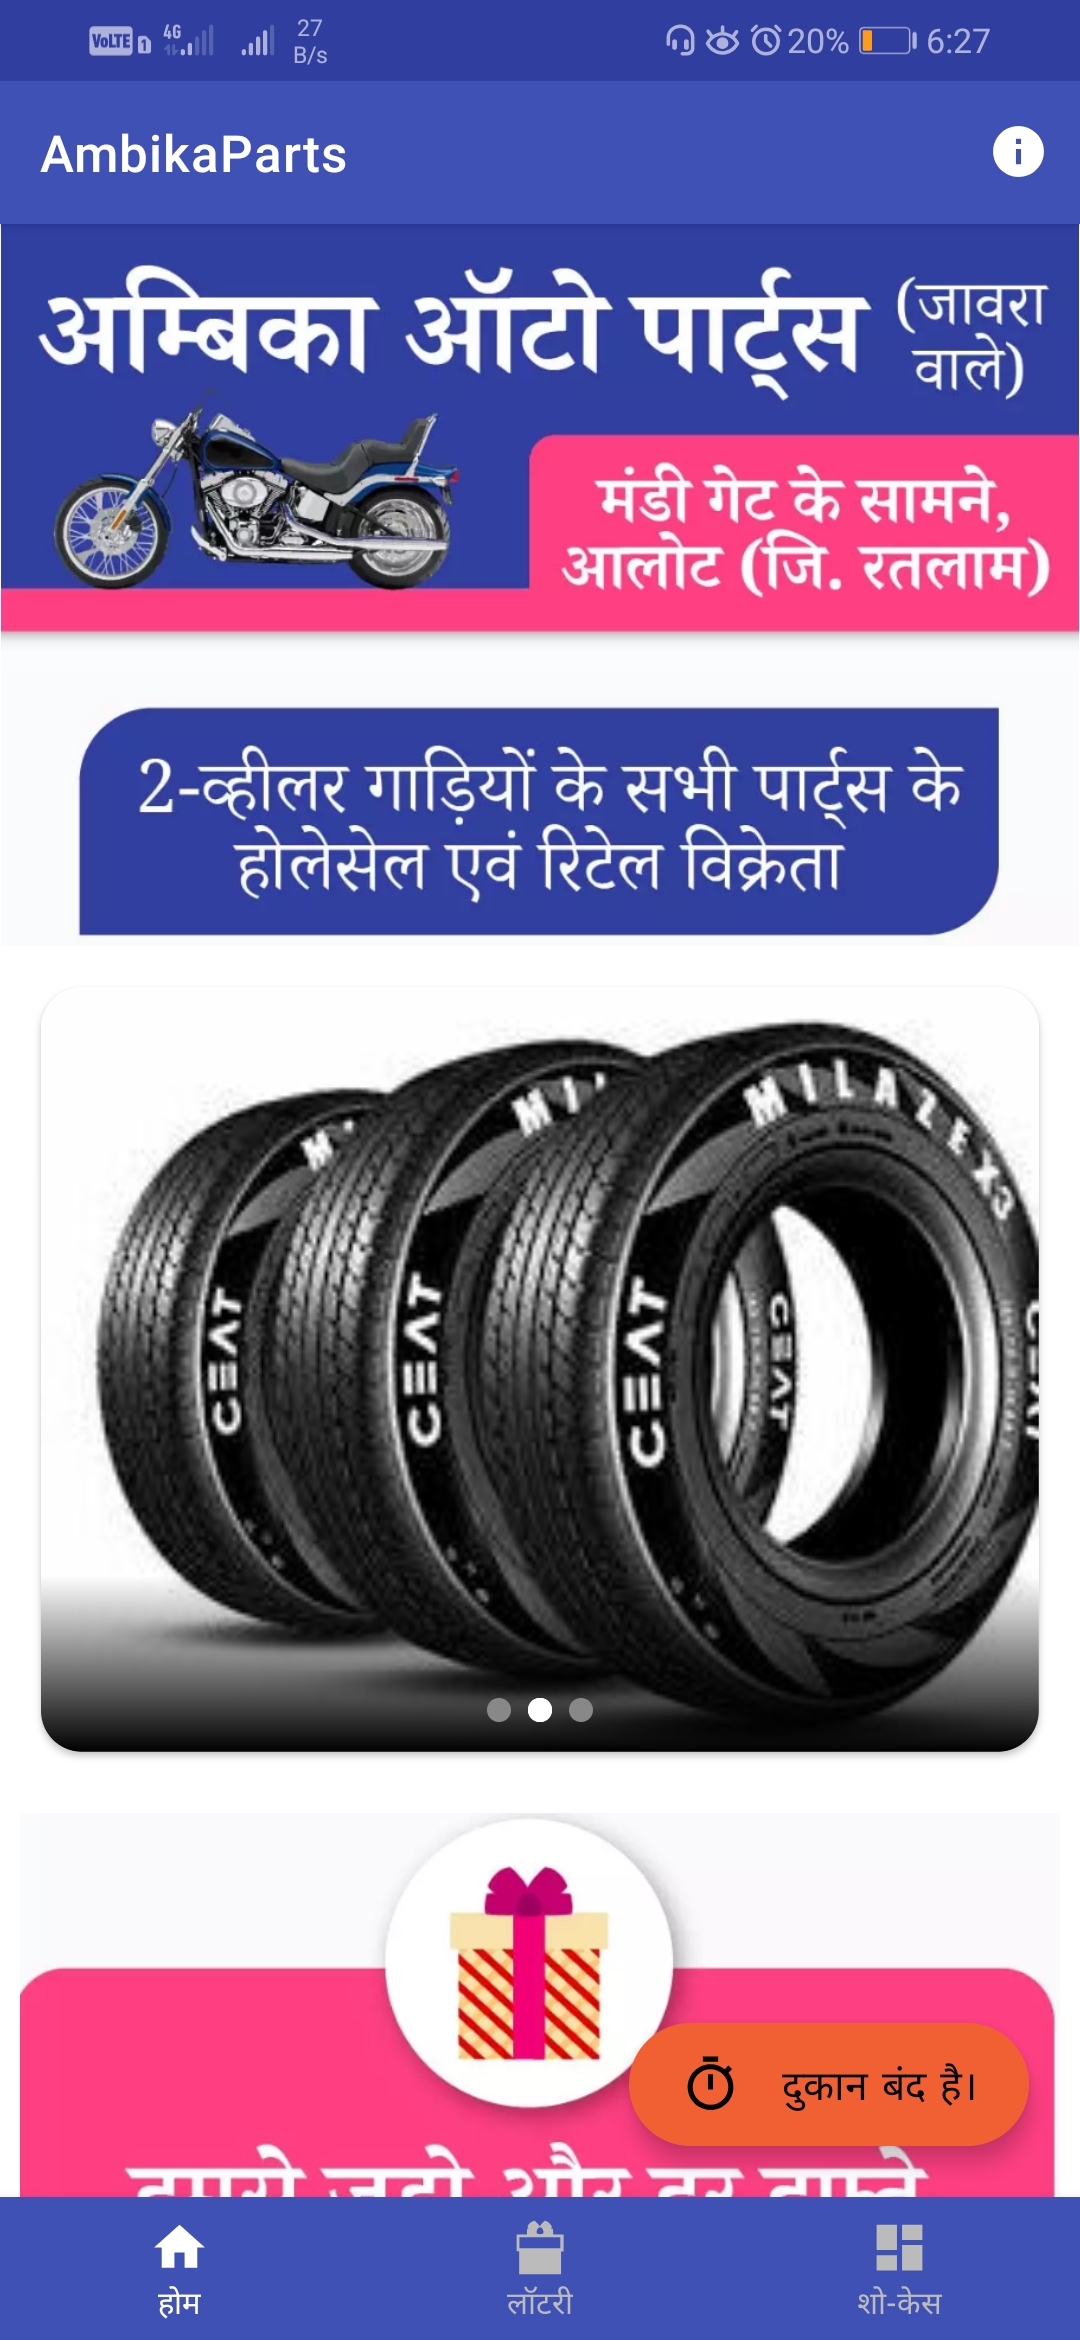 VoLTE 1 4G 27 B/s 20% 6:27
AmbikaParts
अम्बिका ऑटो पार्ट्स (जावरा वाले)
मंडी गेट के सामने,
आलोट (जि. रतलाम)
2-व्हीलर गाड़ियों के सभी पार्ट्स के
होलेसेल एवं रिटेल विक्रेता
MILAZE X3
CEAT CEAT CEAT CEAT
दुकान बंद है।
होम लॉटरी शो-केस